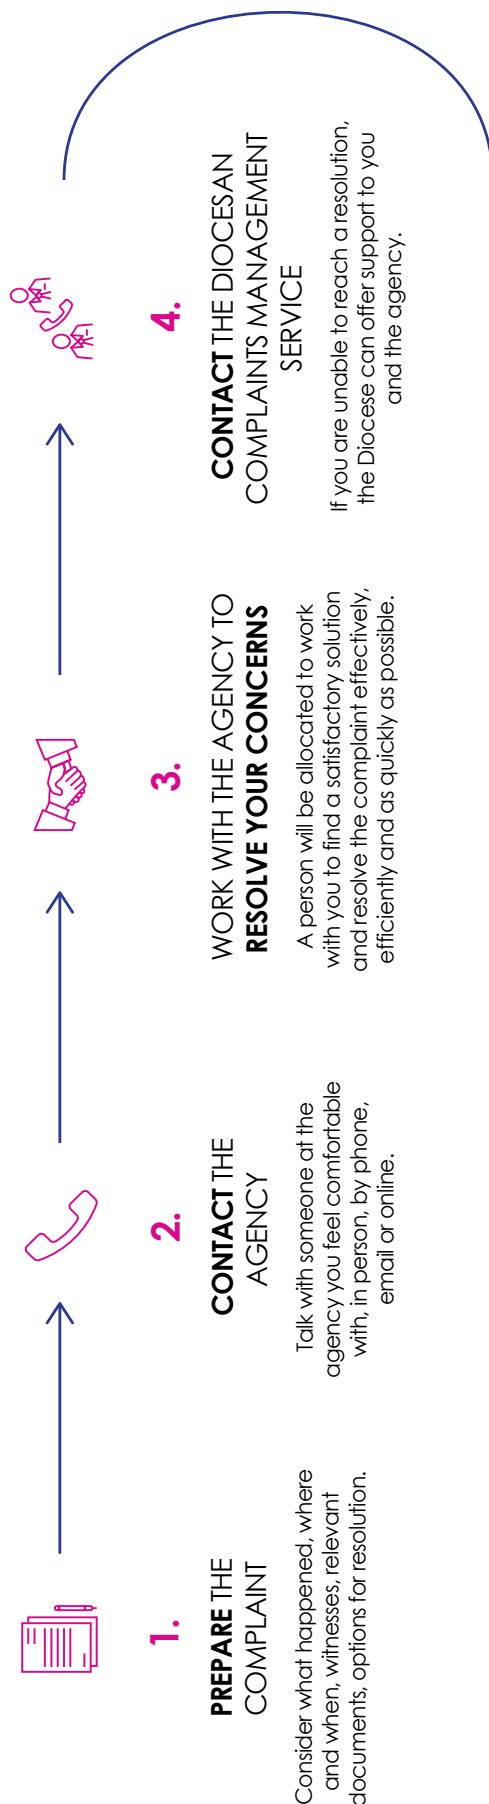 1.
PREPARE THE
COMPLAINT
Consider what happened, where
and when, witnesses, relevant
documents, options for resolution.
2.
CONTACT THE
AGENCY
Talk with someone at the
agency you feel comfortable
with, in person, by phone,
email or online.
3.
WORK WITH THE AGENCY TO
RESOLVE YOUR CONCERNS
A person will be allocated to work
with you to find a satisfactory solution
and resolve the complaint effectively,
efficiently and as quickly as possible.
4.
CONTACT THE DIOCESAN
COMPLAINTS MANAGEMENT
SERVICE
If you are unable to reach a resolution,
the Diocese can offer support to you
and the agency.